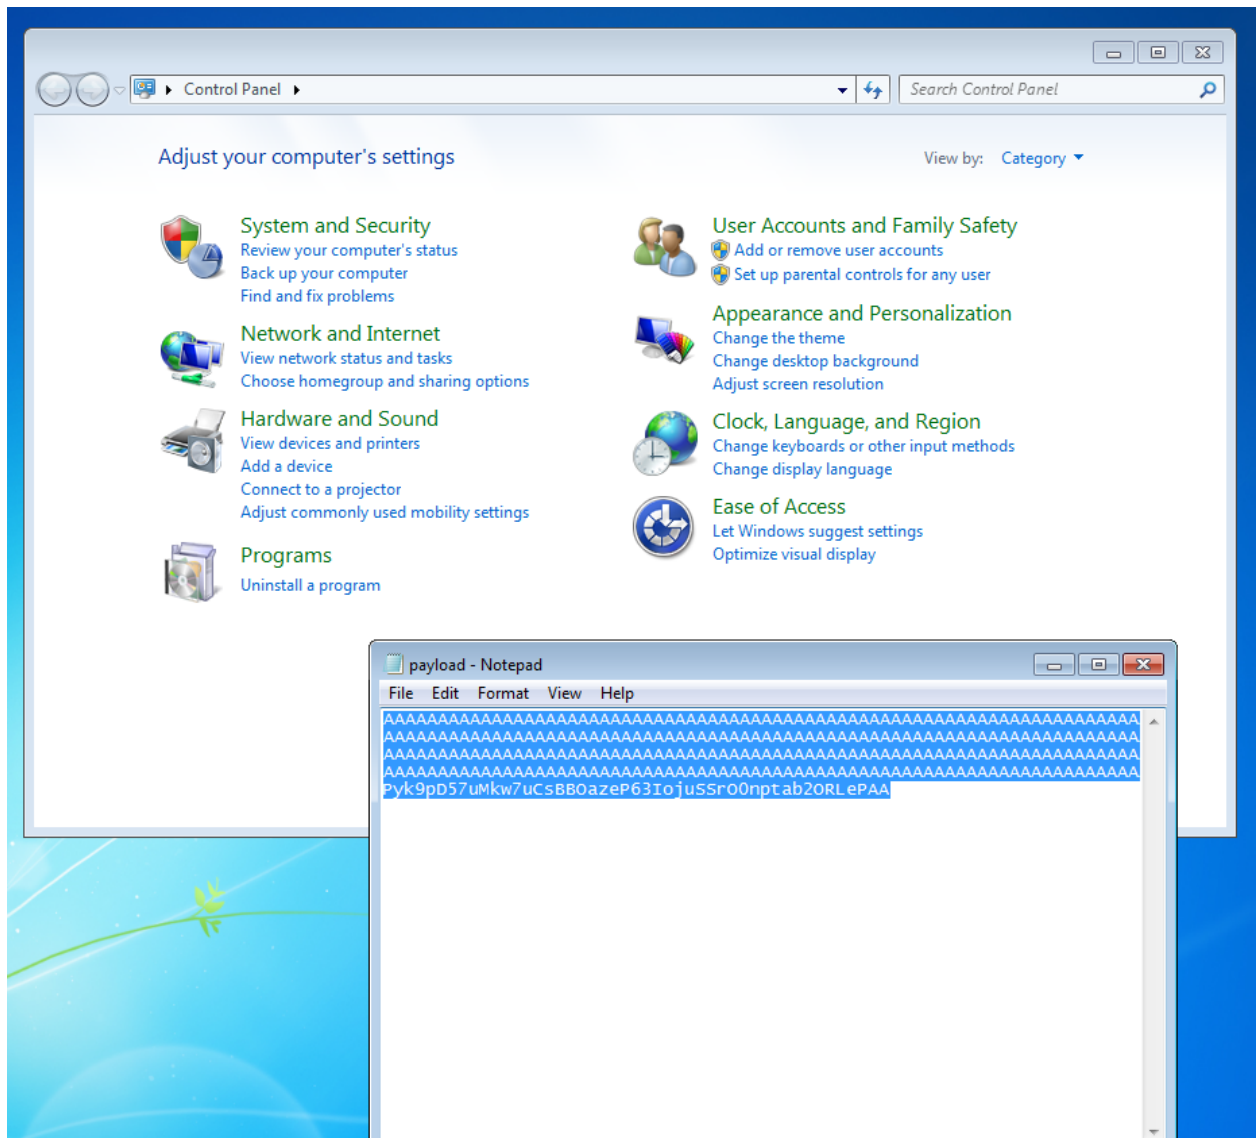 Control Panel
Search Control Panel
Adjust your computer's settings
View by: Category
System and Security
Review your computer's status
Back up your computer
Find and fix problems
Network and Internet
View network status and tasks
Choose homegroup and sharing options
Hardware and Sound
View devices and printers
Add a device
Connect to a projector
Adjust commonly used mobility settings
Programs
Uninstall a program
User Accounts and Family Safety
Add or remove user accounts
Set up parental controls for any user
Appearance and Personalization
Change the theme
Change desktop background
Adjust screen resolution
Clock, Language, and Region
Change keyboards or other input methods
Change display language
Ease of Access
Let Windows suggest settings
Optimize visual display
payload - Notepad
File Edit Format View Help
AAAAAAAAAAAAAAAAAAAAAAAAAAAAAAAAAAAAAAAAAAAAAAAAAAAAAAAAAAAAAAAAAAAAAA
AAAAAAAAAAAAAAAAAAAAAAAAAAAAAAAAAAAAAAAAAAAAAAAAAAAAAAAAAAAAAAAAAAAAAA
AAAAAAAAAAAAAAAAAAAAAAAAAAAAAAAAAAAAAAAAAAAAAAAAAAAAAAAAAAAAAAAAAAAAAA
AAAAAAAAAAAAAAAAAAAAAAAAAAAAAAAAAAAAAAAAAAAAAAAAAAAAAAAAAAAAAAAAAAAAAA
Pyk9pD57uMkw7uCsBBOazeP63IojuSSrO0nptab2ORLePAA